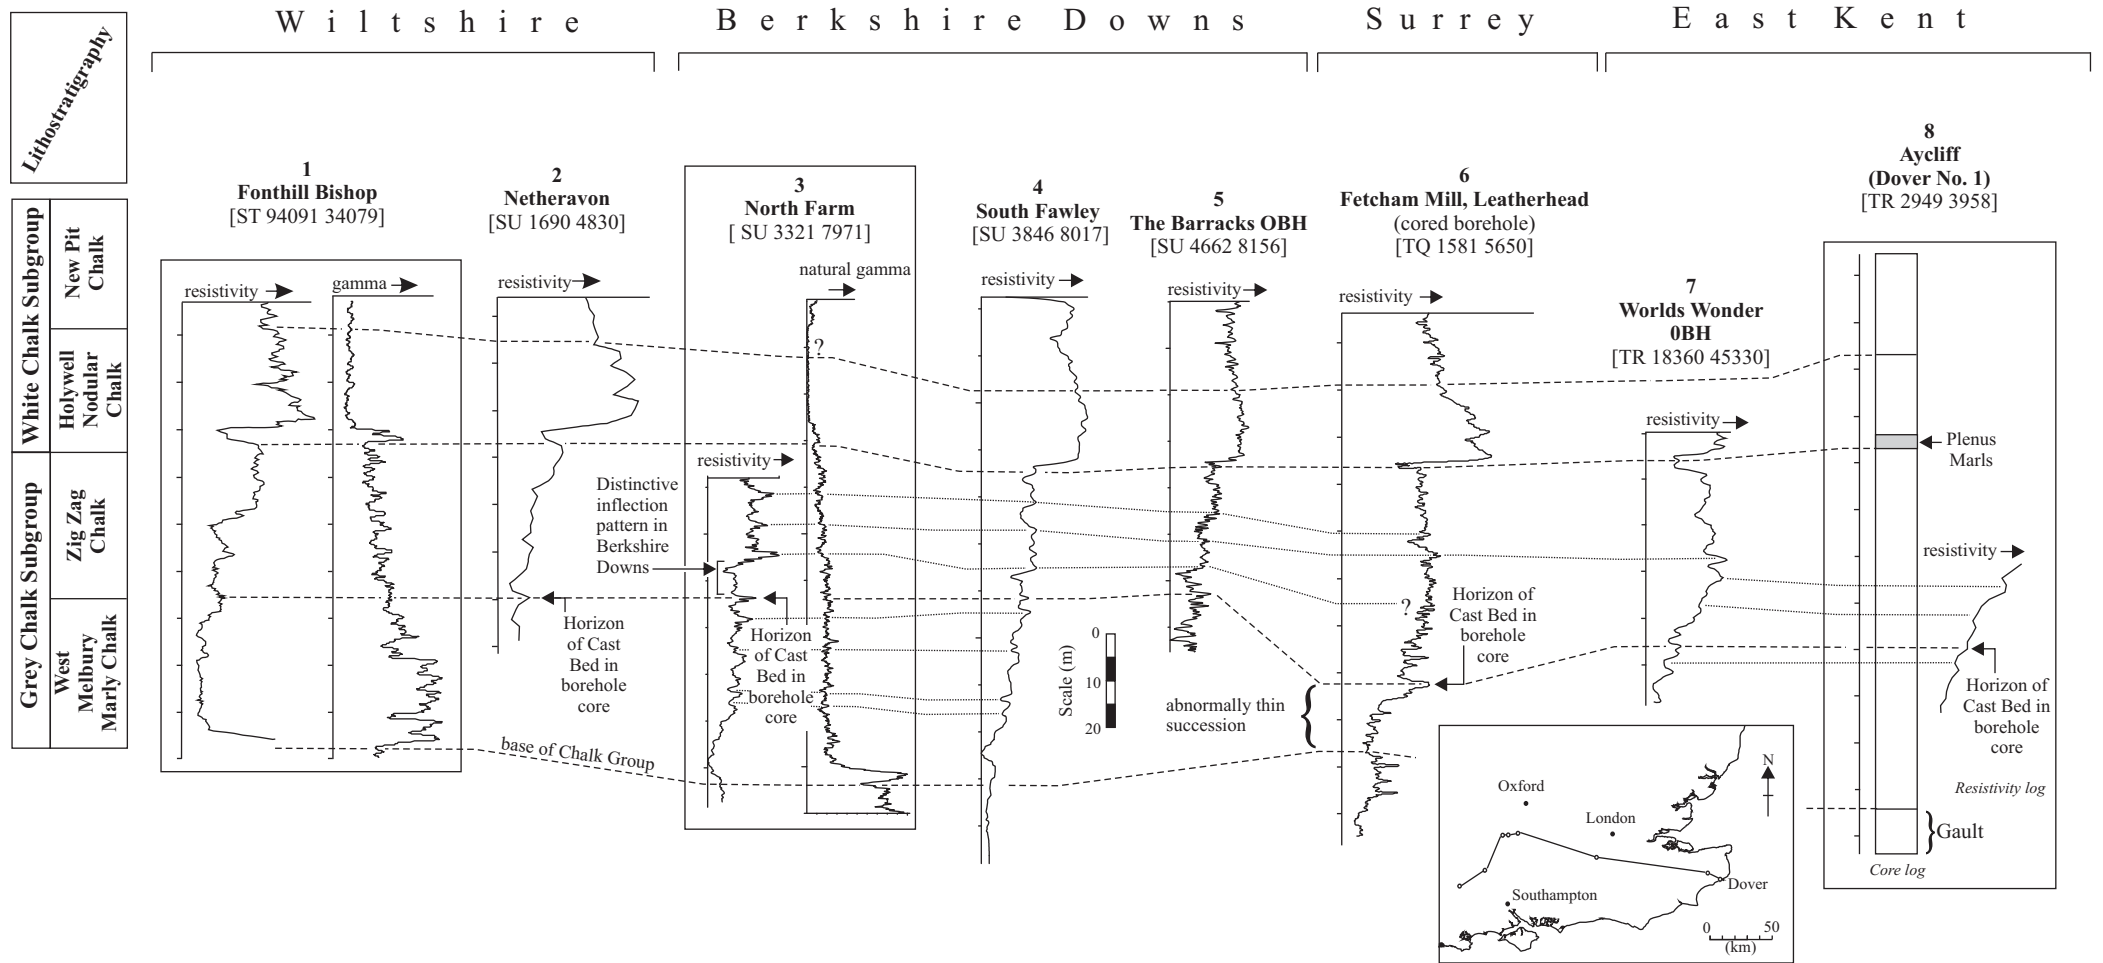 Wiltshire
Berkshire Downs
Surrey
East Kent
Lithostratigraphy
White Chalk Subgroup
New Pit
Chalk
Holywell
Nodular
Chalk
Grey Chalk Subgroup
Zig Zag
Chalk
West
Melbury
Marly Chalk
1
Fonthill Bishop
[ST 94091 34079]
resistivity
gamma
2
Netheravon
[SU 1690 4830]
resistivity
Horizon
of Cast
Bed in
borehole
core
base of Chalk Group
3
North Farm
[ SU 3321 7971]
natural gamma
?
resistivity
Distinctive
inflection
pattern in
Berkshire
Downs
Horizon
of Cast
Bed in
borehole
core
4
South Fawley
[SU 3846 8017]
resistivity
5
The Barracks OBH
[SU 4662 8156]
resistivity
Scale (m)
0
10
20
abnormally thin
succession
6
Fetcham Mill, Leatherhead
(cored borehole)
[TQ 1581 5650]
resistivity
?
Horizon of
Cast Bed in
borehole
core
7
Worlds Wonder
0BH
[TR 18360 45330]
resistivity
8
Aycliff
(Dover No. 1)
[TR 2949 3958]
Plenus
Marls
resistivity
Horizon of
Cast Bed in
borehole
core
Resistivity log
Gault
Core log
N
Oxford
London
Dover
Southampton
0 50
(km)